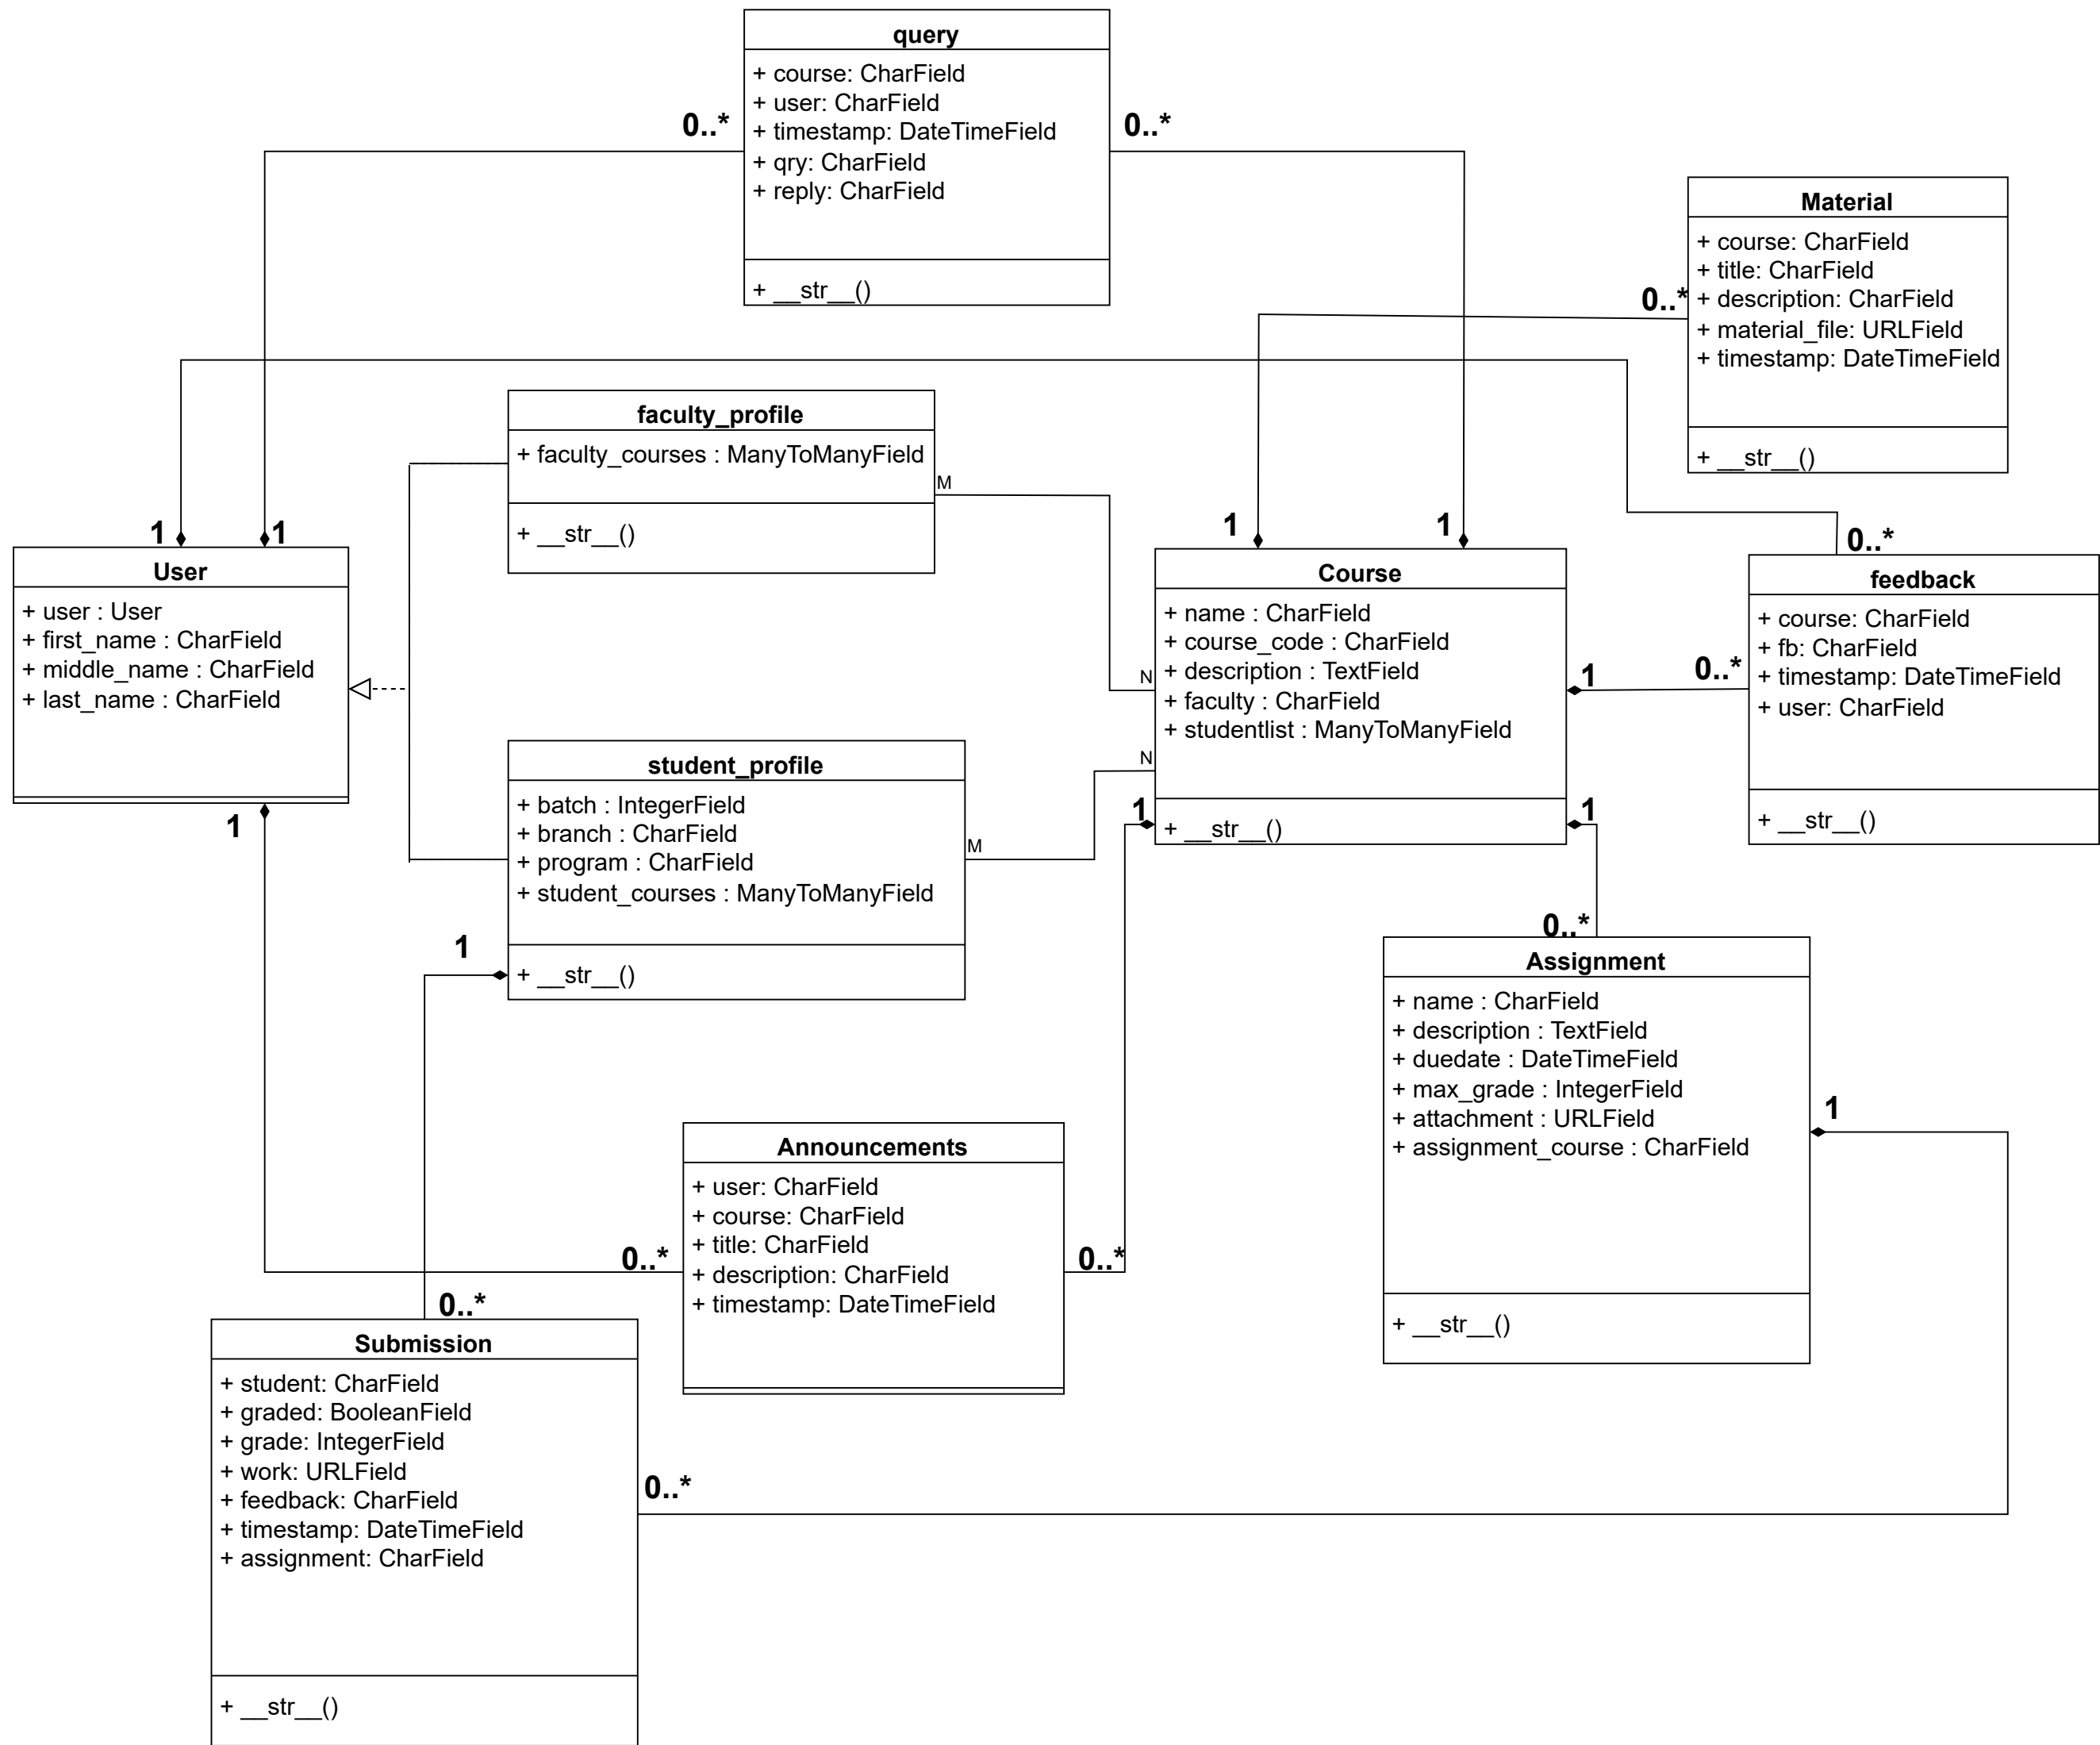 query
+ course: CharField
+ user: CharField
+ timestamp: DateTimeField
+ qry: CharField
+ reply: CharField
+ __str__()
0..*
0..*
Material
+ course: CharField
+ title: CharField
+ description: CharField
+ material_file: URLField
+ timestamp: DateTimeField
+ __str__()
0..*
faculty_profile
+ faculty_courses : ManyToManyField
+ __str__()
M
1
1
User
+ user : User
+ first_name : CharField
+ middle_name : CharField
+ last_name : CharField
1
1
1
Course
+ name : CharField
+ course_code : CharField
+ description : TextField
+ faculty : CharField
+ studentlist : ManyToManyField
+ __str__()
N
N
1
1
1
0..*
0..*
feedback
+ course: CharField
+ fb: CharField
+ timestamp: DateTimeField
+ user: CharField
+ __str__()
student_profile
+ batch : IntegerField
+ branch : CharField
+ program : CharField
+ student_courses : ManyToManyField
+ __str__()
M
1
0..*
Assignment
+ name : CharField
+ description : TextField
+ duedate : DateTimeField
+ max_grade : IntegerField
+ attachment : URLField
+ assignment_course : CharField
+ __str__()
1
Announcements
+ user: CharField
+ course: CharField
+ title: CharField
+ description: CharField
+ timestamp: DateTimeField
0..*
0..*
0..*
Submission
+ student: CharField
+ graded: BooleanField
+ grade: IntegerField
+ work: URLField
+ feedback: CharField
+ timestamp: DateTimeField
+ assignment: CharField
+ __str__()
0..*